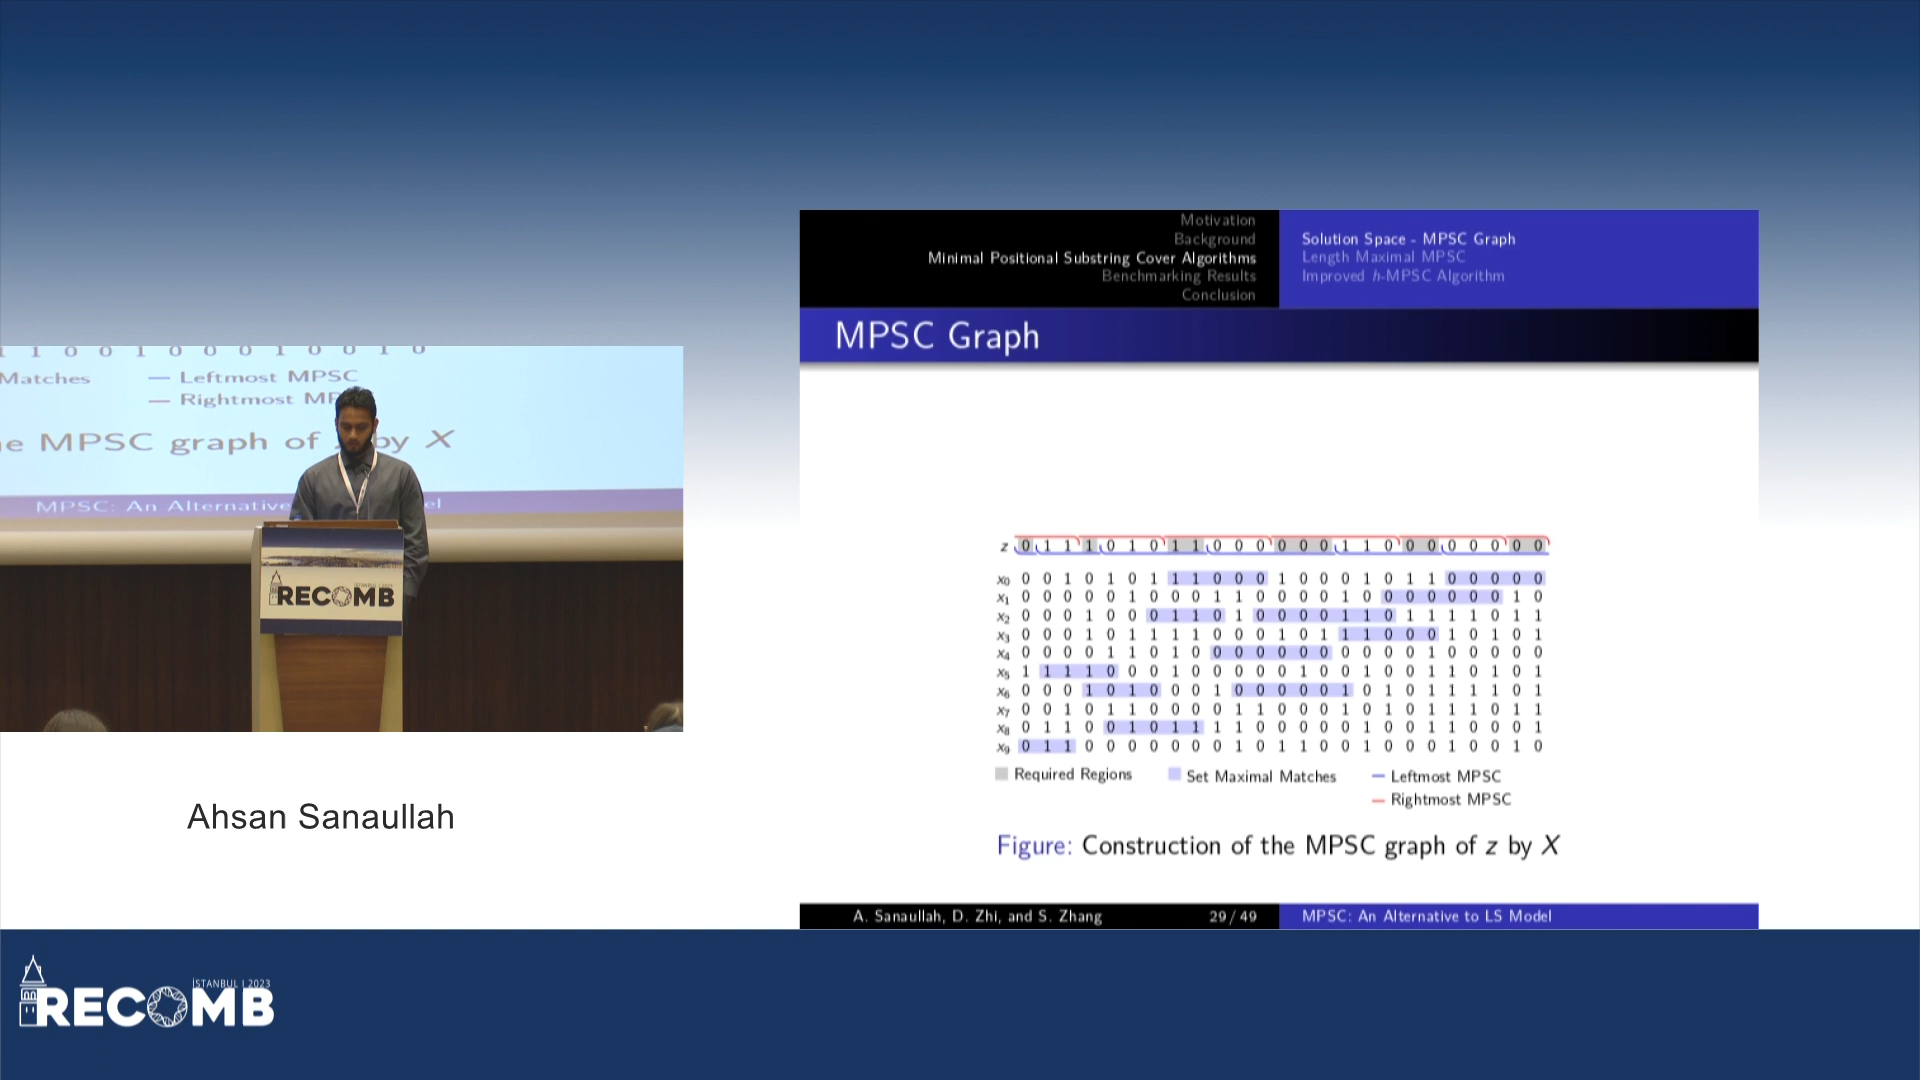 Motivation
Background
Minimal Positional Substring Cover Algorithms
Benchmarking Results
Conclusion
Solution Space - MPSC Graph
Length Maximal MPSC
Improved h-MPSC Algorithm
MPSC Graph
z 0 1 1 1 0 1 0 1 1 0 0 0 0 0 0 1 1 0 0 0 0 0 0 0 0
x0 0 0 1 0 1 0 1 1 1 0 0 0 1 0 0 0 1 0 1 1 0 0 0 0 0
x1 0 0 0 0 0 1 0 0 0 1 1 0 0 0 0 1 0 0 0 0 0 0 0 1 0
x2 0 0 0 1 0 0 0 1 1 0 1 0 0 0 0 1 1 0 1 1 1 1 0 1 1
x3 0 0 0 1 0 1 1 1 1 0 0 0 1 0 1 1 1 0 0 0 1 0 1 0 1
x4 0 0 0 0 1 1 0 1 0 0 0 0 0 0 0 0 0 0 0 1 0 0 0 0 0
x5 1 1 1 1 0 0 0 1 0 0 0 0 0 1 0 0 1 0 0 1 1 0 1 0 1
x6 0 0 0 1 0 1 0 0 0 1 0 0 0 0 0 1 0 1 0 1 1 1 1 0 1
x7 0 0 1 0 1 1 0 0 0 0 1 1 0 0 0 1 0 1 0 1 1 1 0 1 1
x8 0 1 1 0 0 1 0 1 1 1 1 0 0 0 0 0 1 0 0 1 1 0 0 0 1
x9 0 1 1 0 0 0 0 0 0 0 1 0 1 1 0 0 1 0 0 0 1 0 0 1 0
Required Regions
Set Maximal Matches
Leftmost MPSC
Rightmost MPSC
Figure: Construction of the MPSC graph of z by X
A. Sanaullah, D. Zhi, and S. Zhang
29 / 49
MPSC: An Alternative to LS Model
1 1 0 0 1 0 0 0 1 0 0 1 0
Matches
Leftmost MPSC
Rightmost
MPSC graph of by X
MPSC: An Alternative
RECOMB
Ahsan Sanaullah
İSTANBUL | 2023
RECOMB